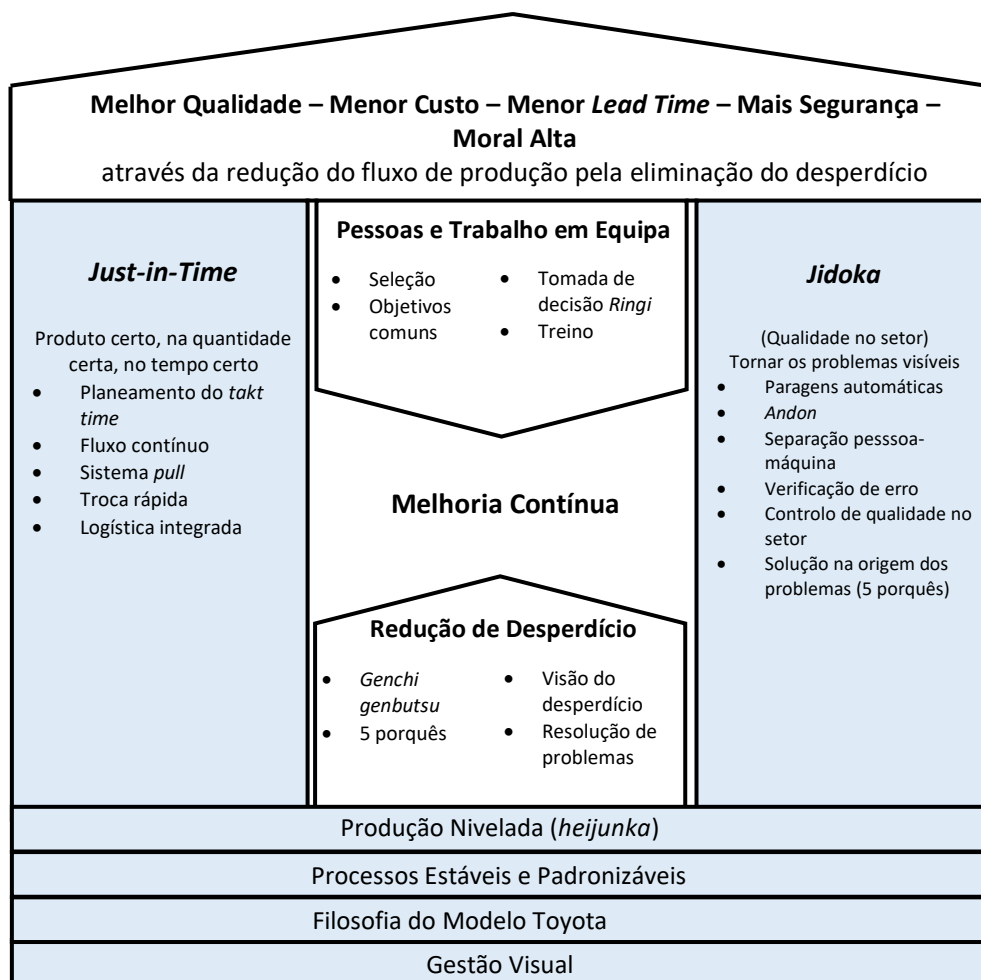 Melhor Qualidade – Menor Custo – Menor Lead Time – Mais Segurança –
Moral Alta
através da redução do fluxo de produção pela eliminação do desperdício
Just-in-Time
Produto certo, na quantidade
certa, no tempo certo
• Planeamento do takt
time
• Fluxo contínuo
• Sistema pull
• Troca rápida
• Logística integrada
Pessoas e Trabalho em Equipa
• Seleção
• Objetivos
comuns
• Tomada de
decisão Ringi
• Treino
Melhoria Contínua
Redução de Desperdício
• Genchi
genbutsu
• 5 porquês
• Visão do
desperdício
• Resolução de
problemas
Jidoka
(Qualidade no setor)
Tornar os problemas visíveis
• Paragens automáticas
• Andon
• Separação pesssoa-
máquina
• Verificação de erro
• Controlo de qualidade no
setor
• Solução na origem dos
problemas (5 porquês)
Produção Nivelada (heijunka)
Processos Estáveis e Padronizáveis
Filosofia do Modelo Toyota
Gestão Visual